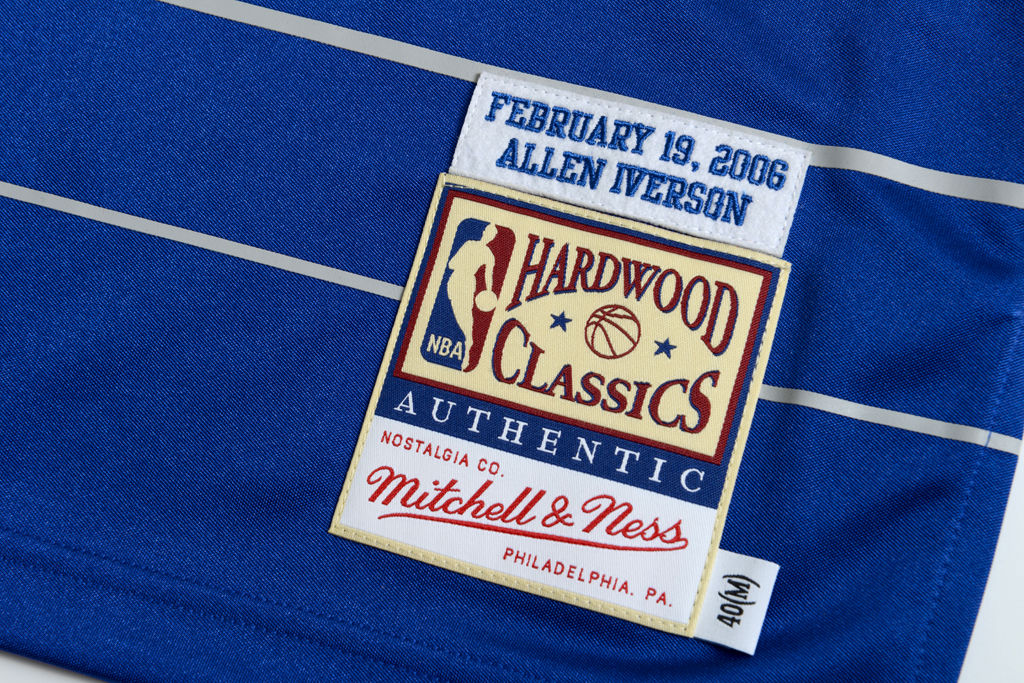 FEBRUARY 19, 2006
ALLEN IVERSON
NBA
HARDWOOD
CLASSICS
AUTHENTIC
NOSTALGIA CO.
Mitchell & Ness
PHILADELPHIA, PA.
40(M)